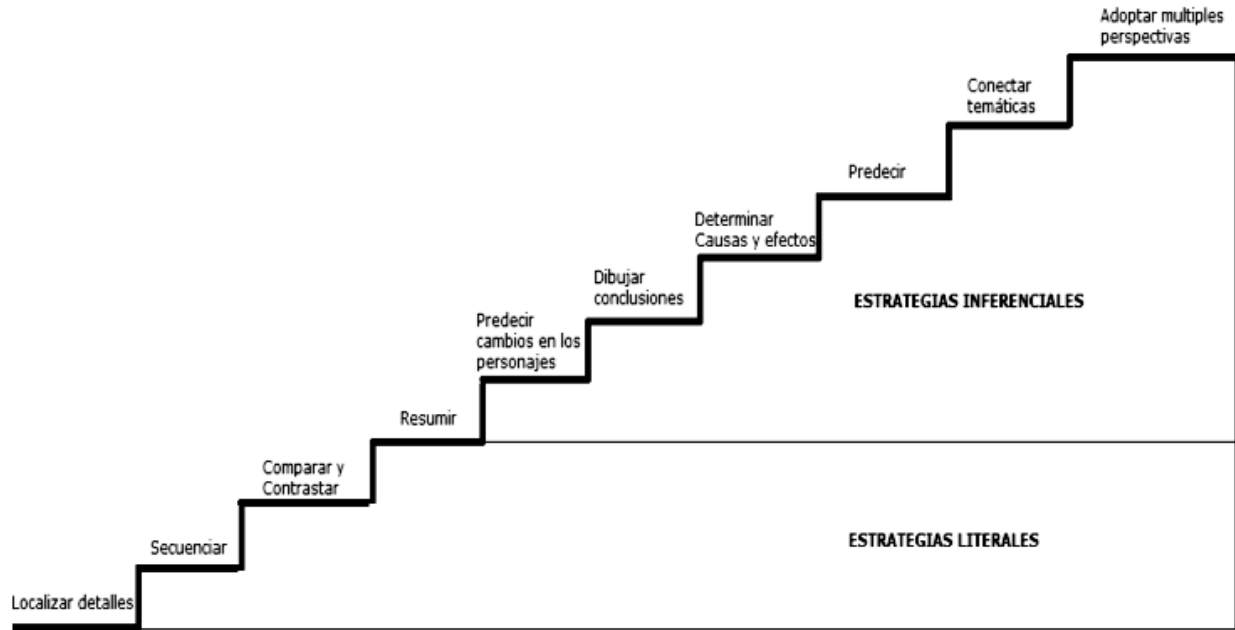 Adoptar multiples
perspectivas
Conectar
temáticas
Predecir
Determinar
Causas y efectos
Dibujar
conclusiones
ESTRATEGIAS INFERENCIALES
Predecir
cambios en los
personajes
Resumir
Comparar y
Contrastar
ESTRATEGIAS LITERALES
Secuenciar
Localizar detalles